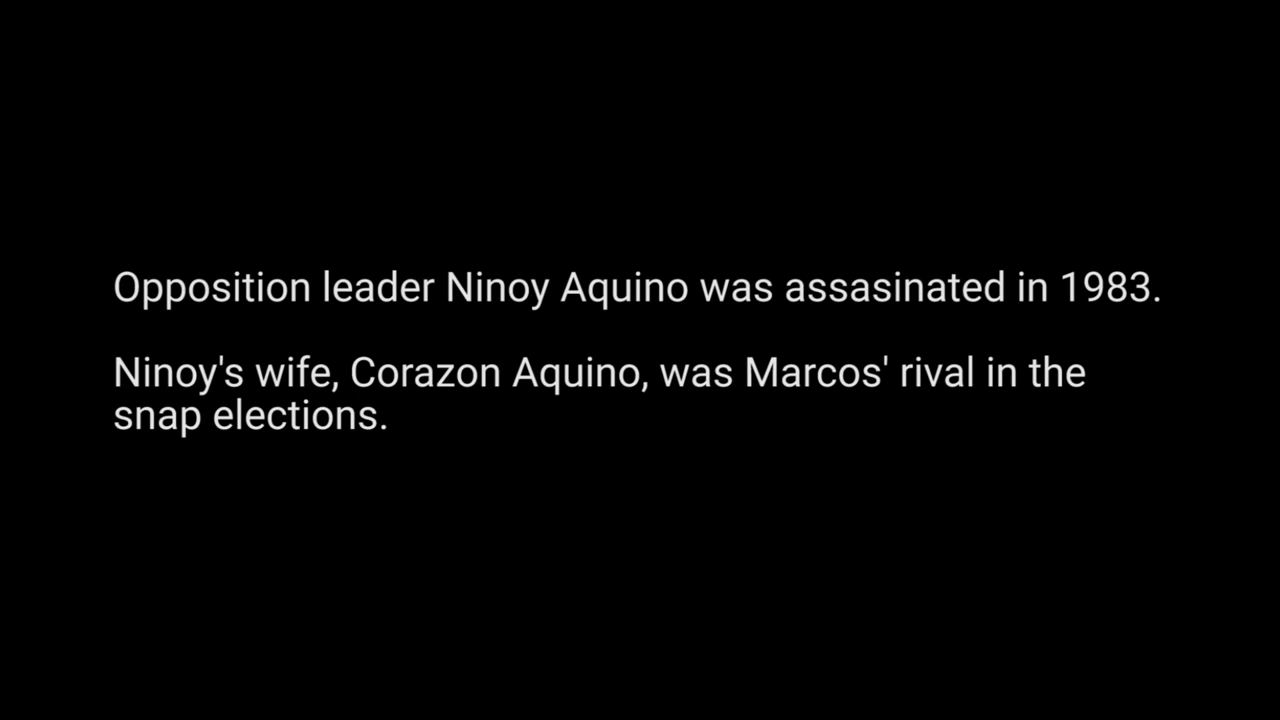 Opposition leader Ninoy Aquino was assasinated in 1983.
Ninoy's wife, Corazon Aquino, was Marcos' rival in the
snap elections.